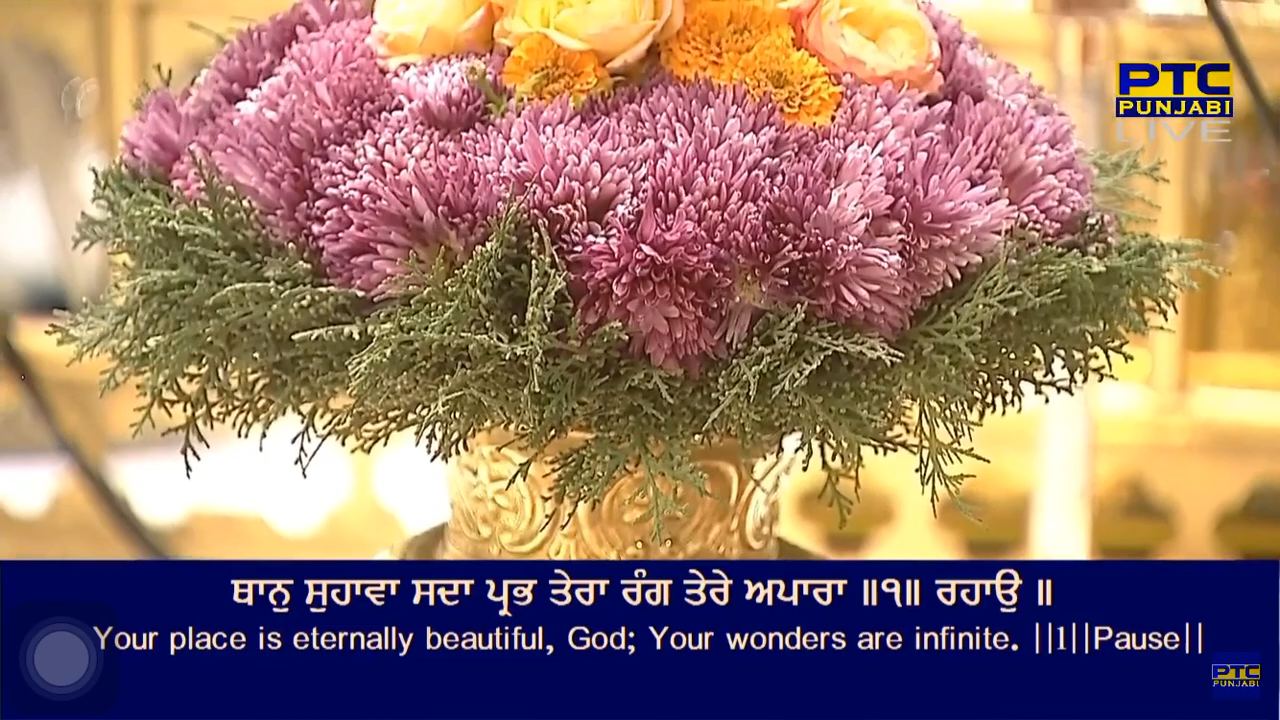 PTC
PUNJABI
LIVE
ਥਾਨੁ ਸੁਹਾਵਾ ਸਦਾ ਪ੍ਰਭ ਤੇਰਾ ਰੰਗ ਤੇਰੇ ਅਪਾਰਾ ॥੧॥ ਰਹਾਉ ॥
Your place is eternally beautiful, God; Your wonders are infinite. ||1||Pause||
PTC
PUNJABI